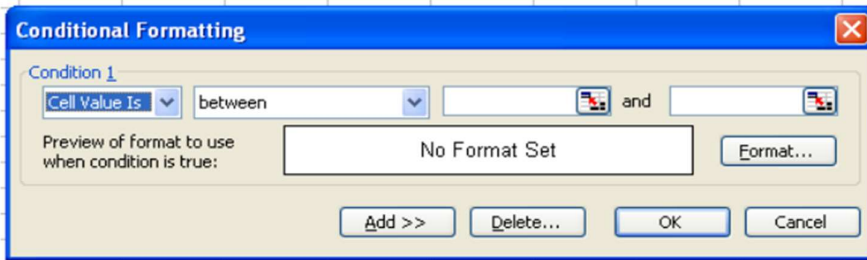 Conditional Formatting
Condition 1
Cell Value Is between and
Preview of format to use
when condition is true:
No Format Set
Format...
Add >> Delete... OK Cancel